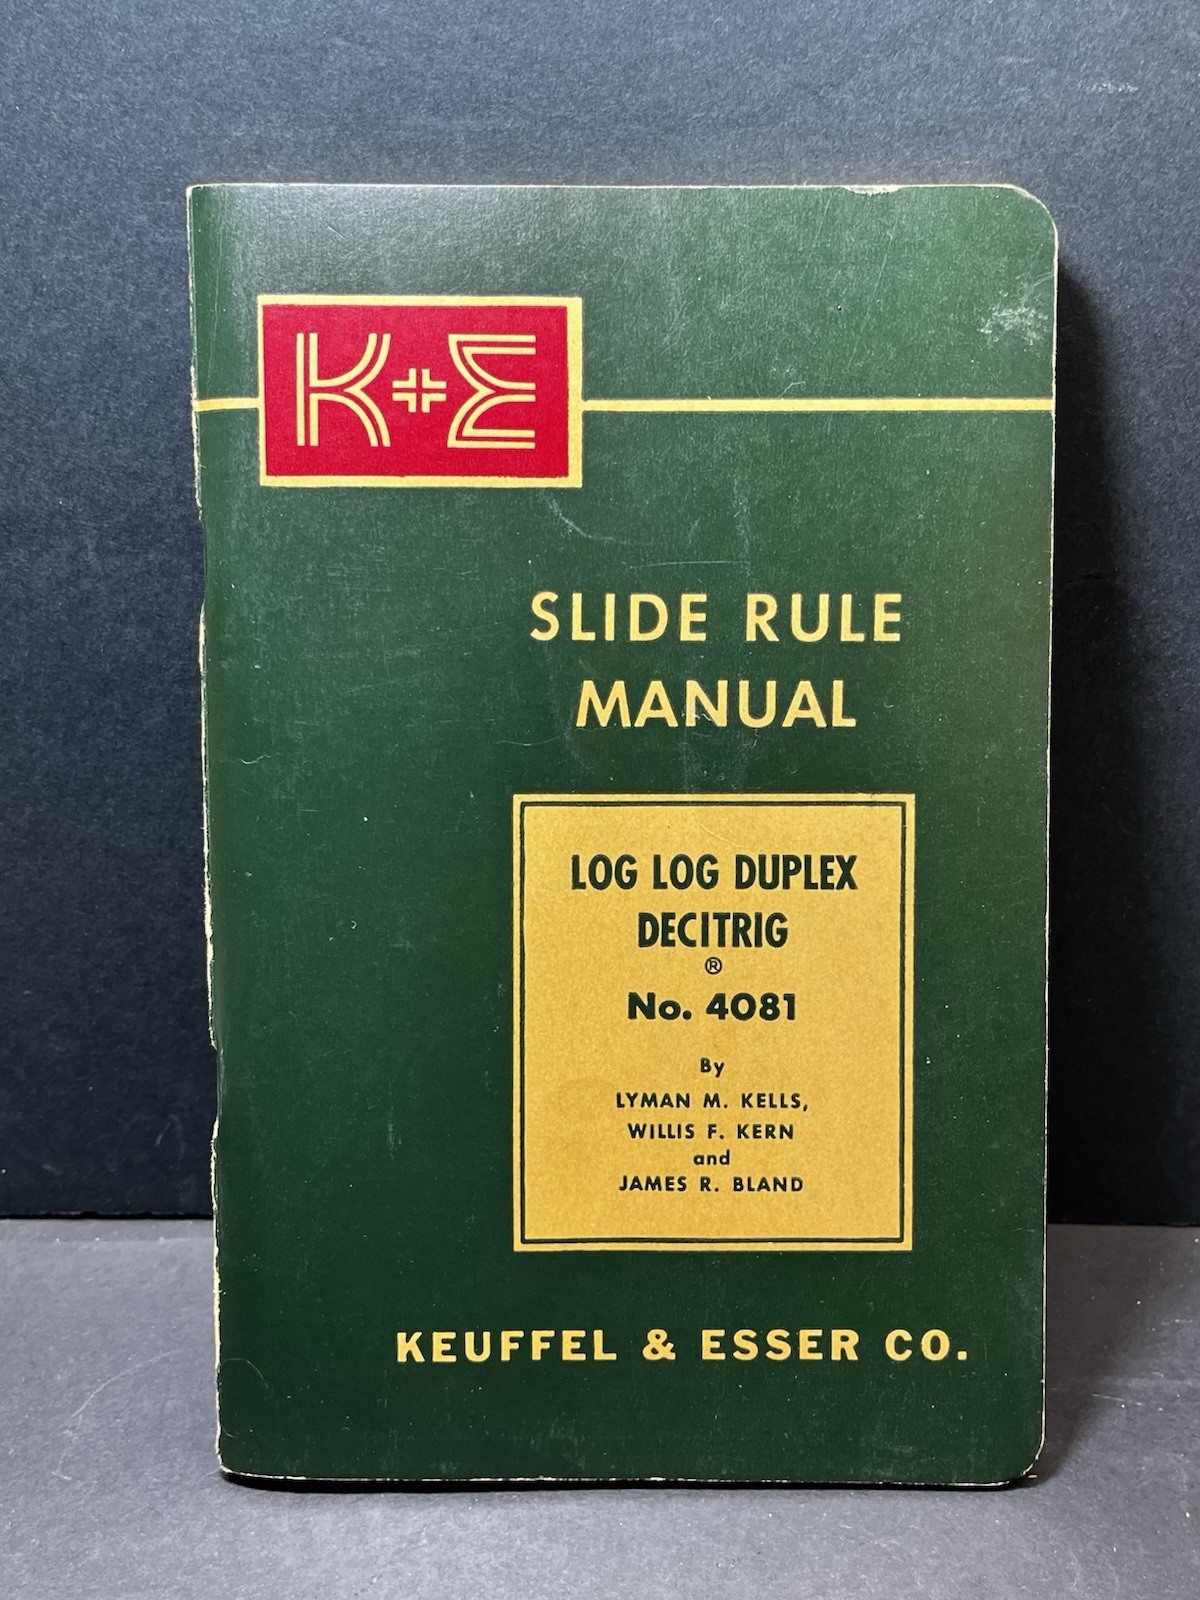 K+E
SLIDE RULE
MANUAL
LOG LOG DUPLEX
DECITRIG
®
No. 4081
By
LYMAN M. KELLS,
WILLIS F. KERN
and
JAMES R. BLAND
KEUFFEL & ESSER CO.